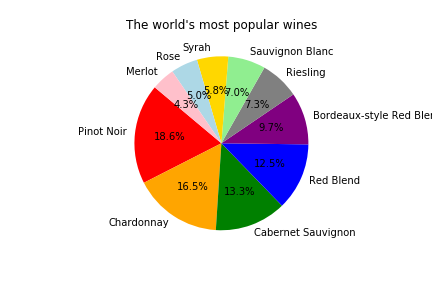 The world's most popular wines
Syrah
Sauvignon Blanc
Rose
Riesling
Merlot
Bordeaux-style Red Blen
Pinot Noir
Red Blend
Chardonnay
Cabernet Sauvignon
5.8%
7.0%
5.0%
7.3%
4.3%
9.7%
18.6%
12.5%
16.5%
13.3%